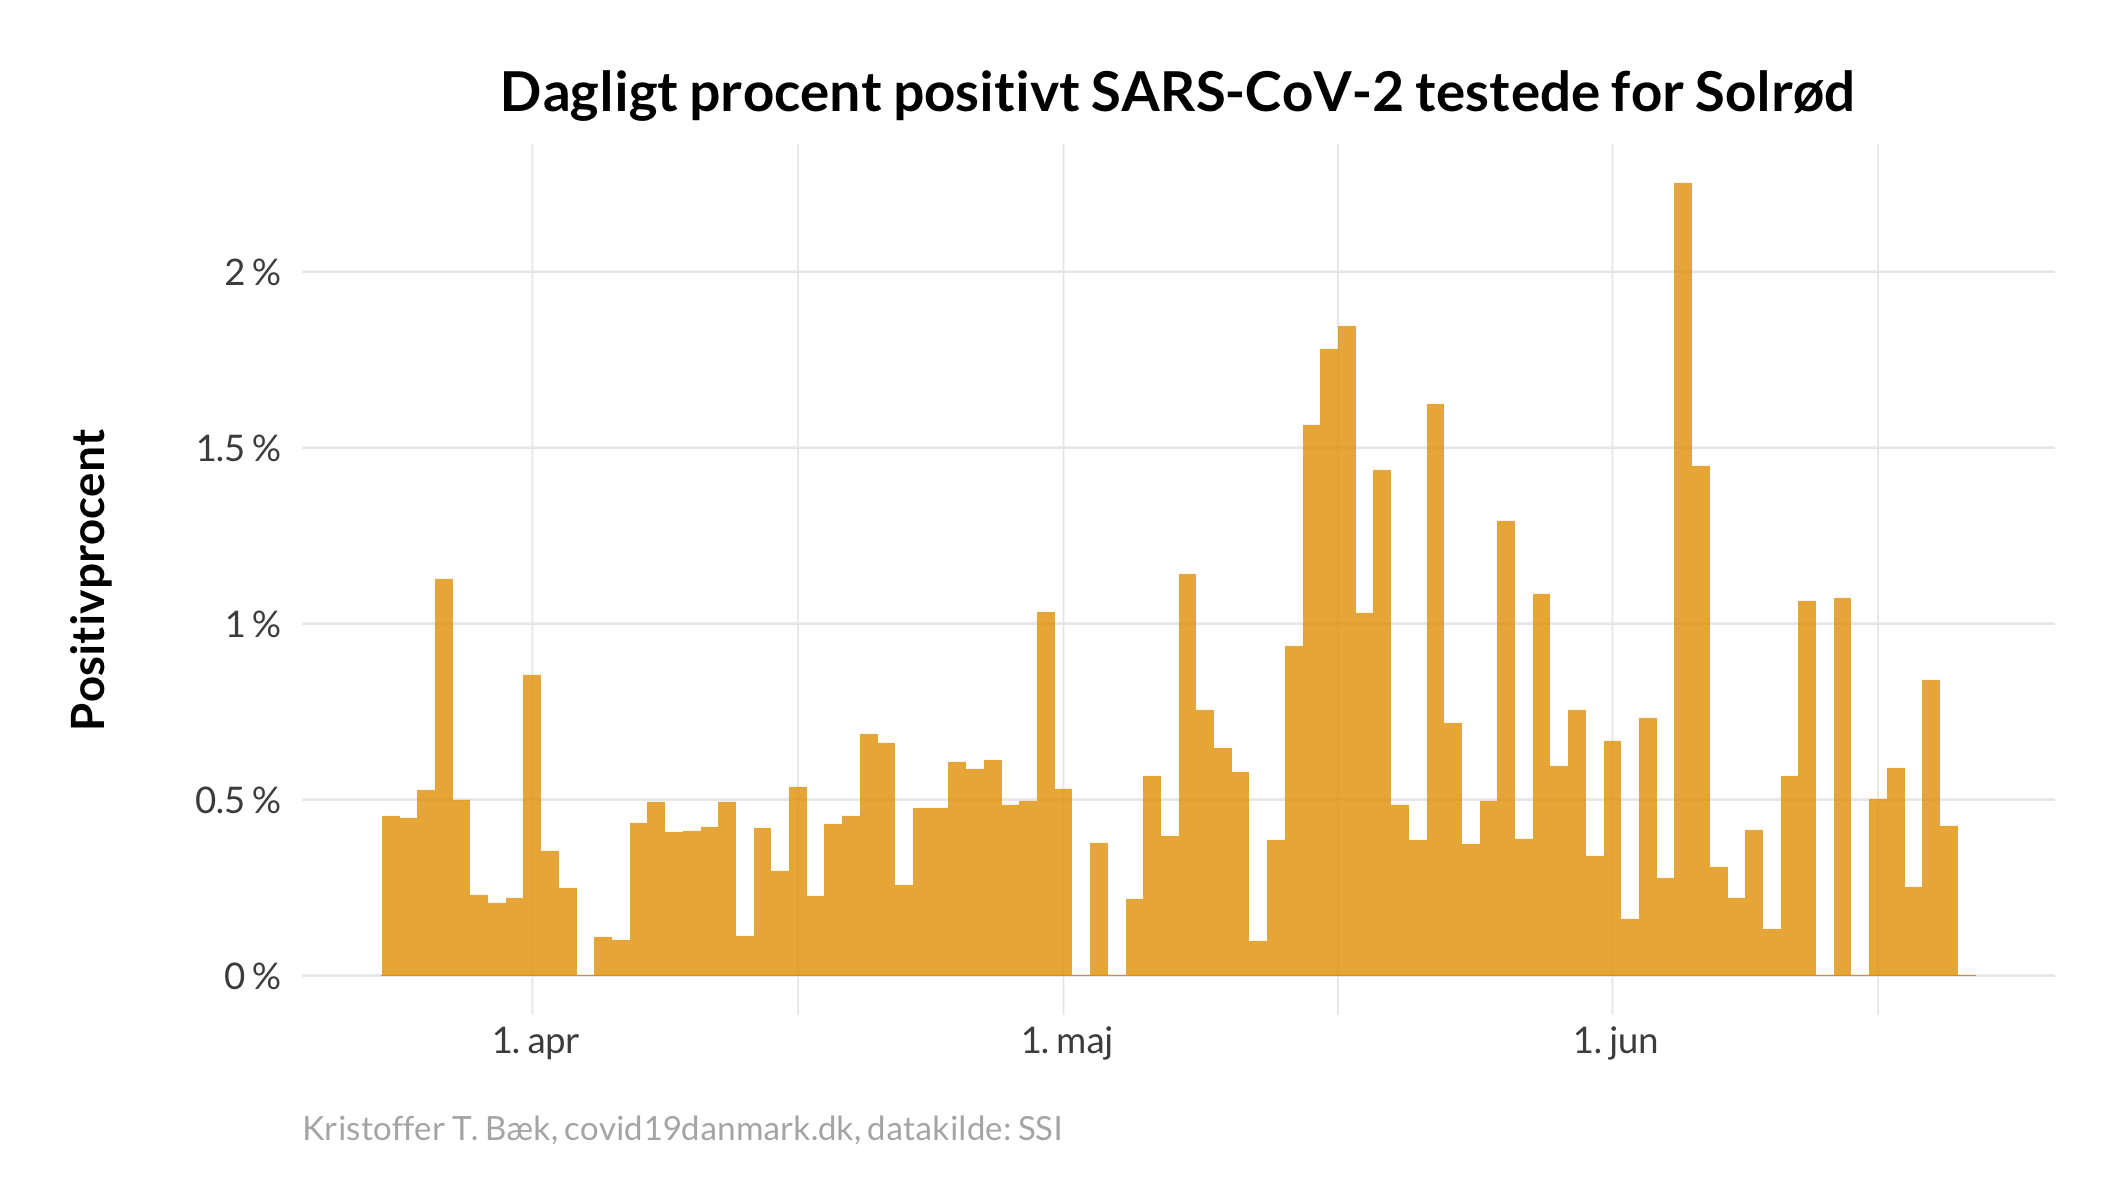 Dagligt procent positivt SARS-CoV-2 testede for Solrød
Positivprocent
2 %
1.5 %
1 %
0.5 %
0 %
1. apr
1. maj
1. jun
Kristoffer T. Bæk, covid19danmark.dk, datakilde: SSI